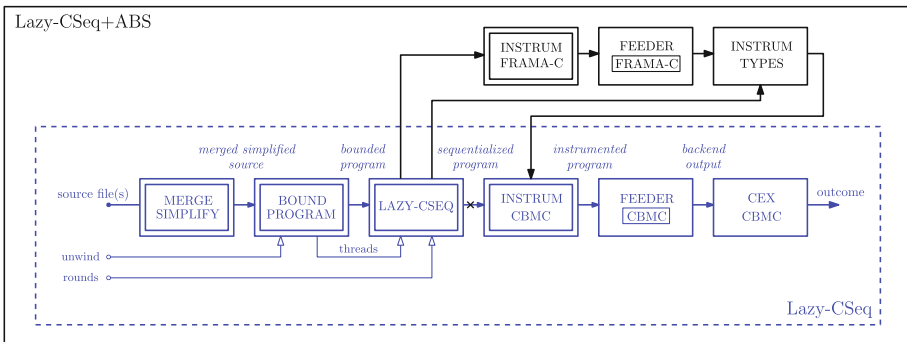 Lazy-CSeq+ABS
INSTRUM
FRAMA-C
FEEDER
FRAMA-C
INSTRUM
TYPES
merged simplified
source
bounded
program
sequentialized
program
instrumented
program
backend
output
source file(s)
MERGE
SIMPLIFY
BOUND
PROGRAM
LAZY-CSEQ
INSTRUM
CBMC
FEEDER
CBMC
CEX
CBMC
outcome
threads
unwind
rounds
Lazy-CSeq